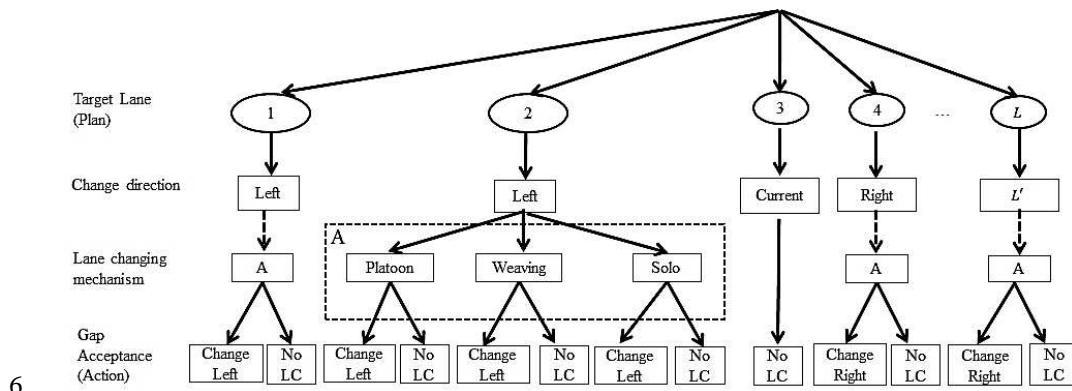 Target Lane
(Plan)
1
2
3
4
...
L
Change direction
Left
Left
Current
Right
L'
A
Lane changing
mechanism
A
Platoon
Weaving
Solo
A
A
Gap
Acceptance
(Action)
Change
Left
No
LC
Change
Left
No
LC
Change
Left
No
LC
Change
Left
No
LC
No
LC
Change
Right
No
LC
Change
Right
No
LC
6